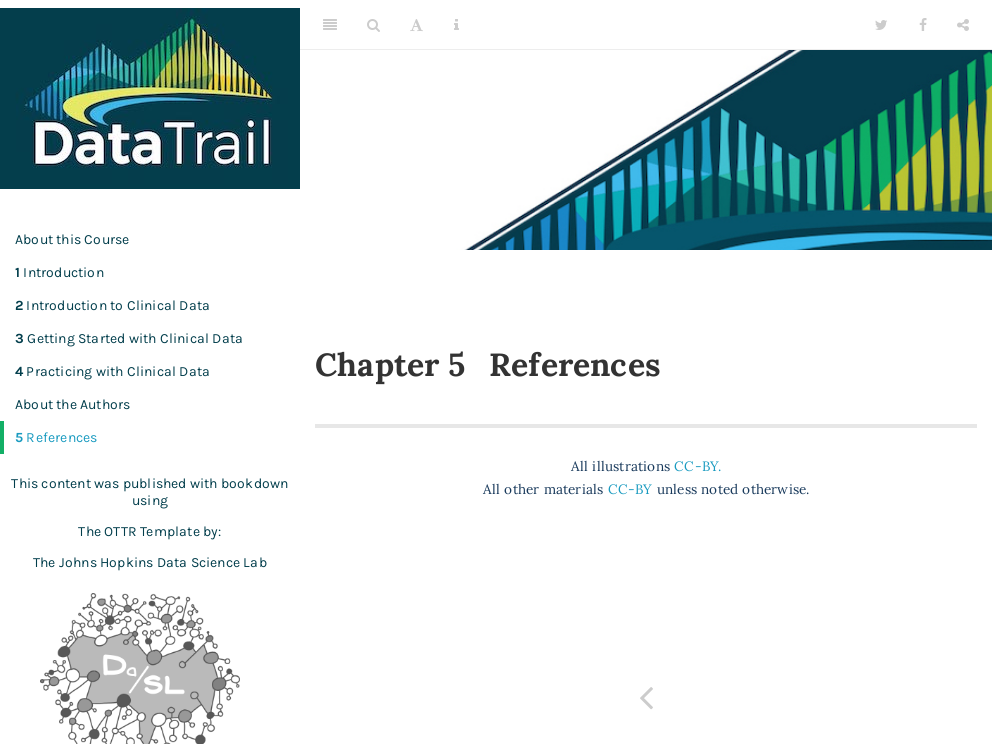 DataTrail
About this Course
1 Introduction
2 Introduction to Clinical Data
3 Getting Started with Clinical Data
4 Practicing with Clinical Data
About the Authors
5 References
This content was published with bookdown
using
The OTTR Template by:
The Johns Hopkins Data Science Lab
Da/SL
A
i
Chapter 5 References
All illustrations CC-BY.
All other materials CC-BY unless noted otherwise.